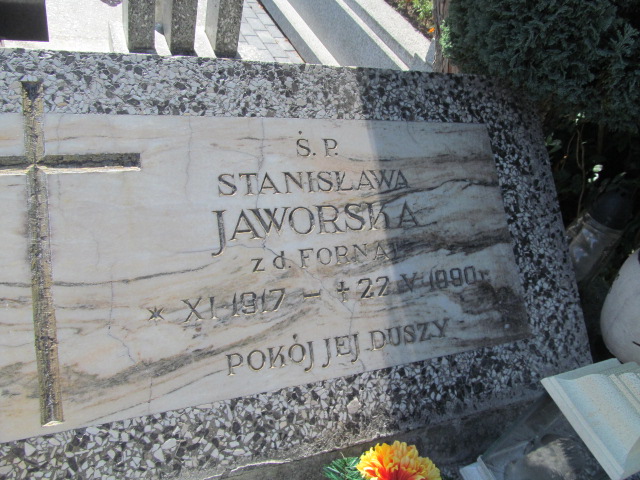 Ś. P.
STANISŁAWA
JAWORSKA
z d. FORNAL
* XI 1917 – + 22 V 1990 r.
POKÓJ JEJ DUSZY